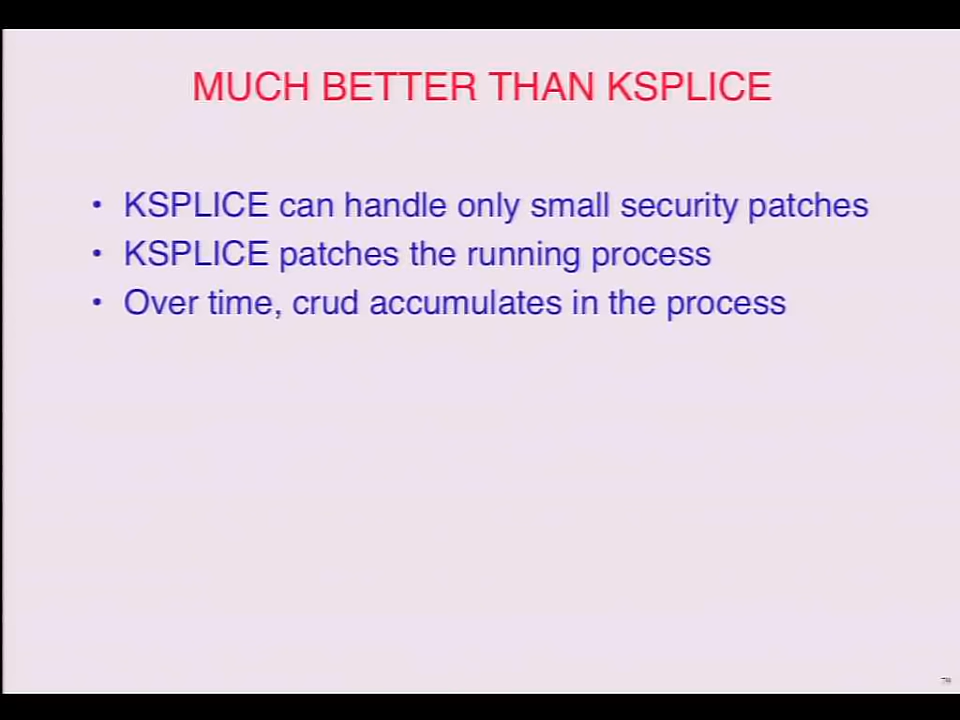 MUCH BETTER THAN KSPLICE
• KSPLICE can handle only small security patches
• KSPLICE patches the running process
• Over time, crud accumulates in the process